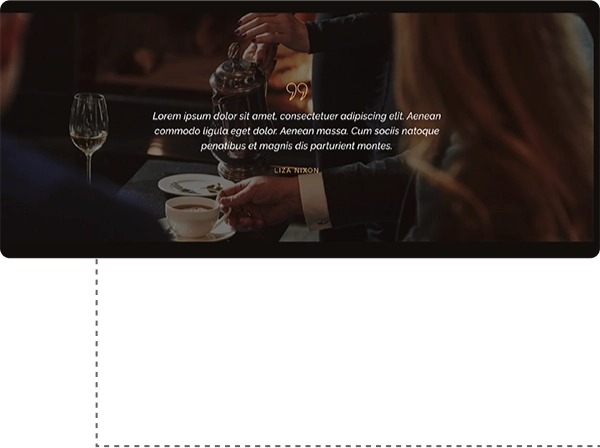 Lorem ipsum dolor sit amet, consectetuer adipiscing elit. Aenean
commodo ligula eget dolor. Aenean massa. Cum sociis natoque
penatibus et magnis dis parturient montes.
LIZA NIXON